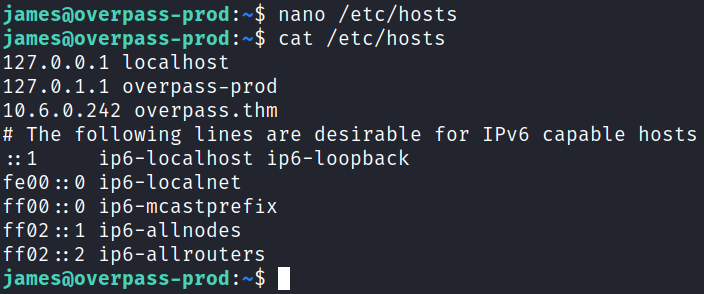 james@overpass-prod:~$ nano /etc/hosts
james@overpass-prod:~$ cat /etc/hosts
127.0.0.1 localhost
127.0.1.1 overpass-prod
10.6.0.242 overpass.thm
# The following lines are desirable for IPv6 capable hosts
::1     ip6-localhost ip6-loopback
fe00::0 ip6-localnet
ff00::0 ip6-mcastprefix
ff02::1 ip6-allnodes
ff02::2 ip6-allrouters
james@overpass-prod:~$